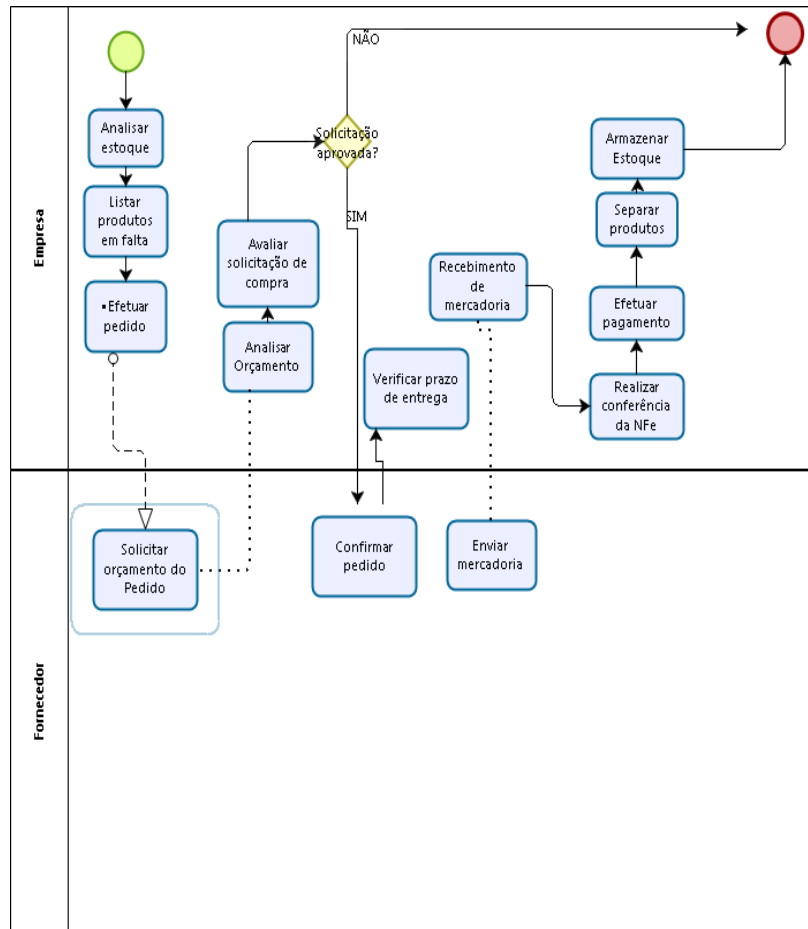 Empresa
Analisar
estoque
Listar
produtos
em falta
▪Efetuar
pedido
Avaliar
solicitação de
compra
Analisar
Orçamento
NÃO
Solicitação
aprovada?
SIM
Verificar prazo
de entrega
Recebimento
de
mercadoria
Armazenar
Estoque
Separar
produtos
Efetuar
pagamento
Realizar
conferência
da NFe
Fornecedor
Solicitar
orçamento do
Pedido
Confirmar
pedido
Enviar
mercadoria